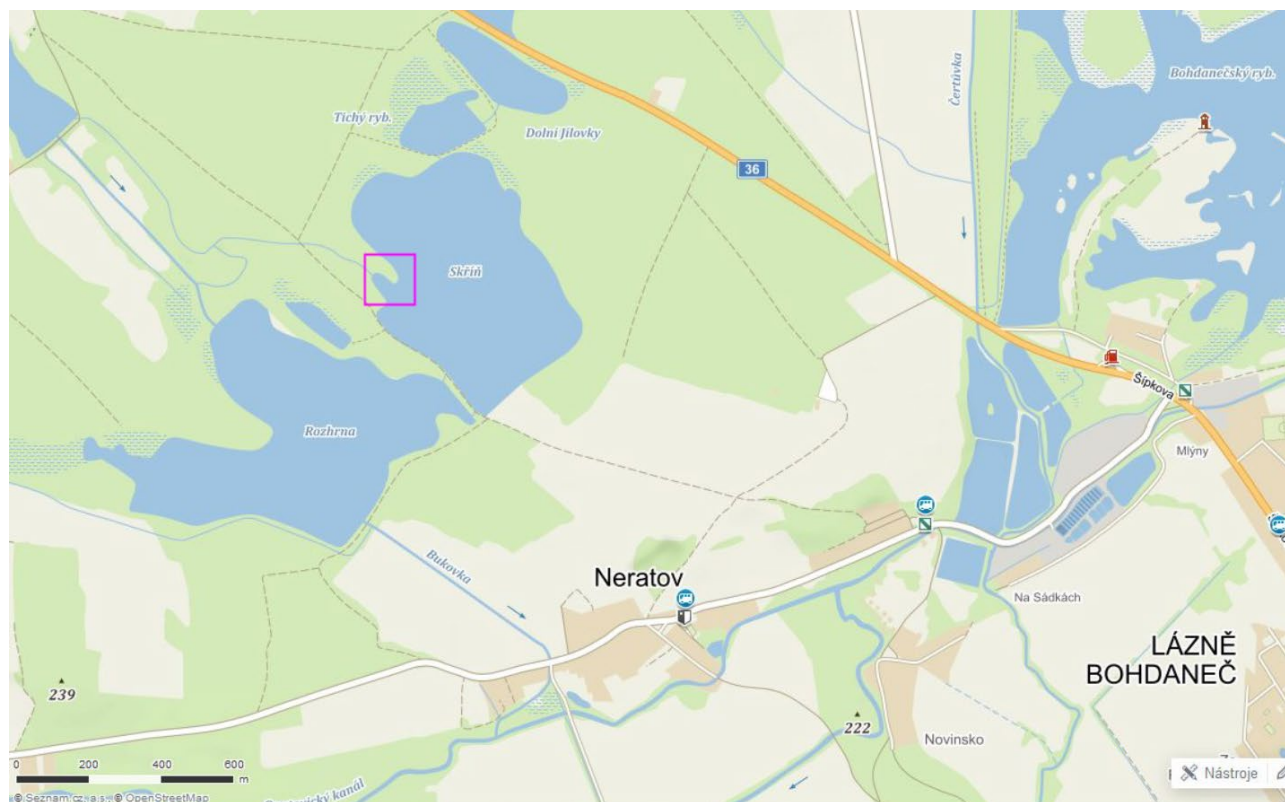 Čertůvka
Bohdanečský ryb.
Tichý ryb.
Dolní Jílovky
36
Skříň
Šípkova
Rozhrna
Mlýny
Bukovka
Neratov
Na Sádkách
LÁZNĚ
BOHDANEČ
239
222
Novinsko
0 200 400 600
m
Nástroje
© Seznam.cz, a.s., © OpenStreetMap
kanál